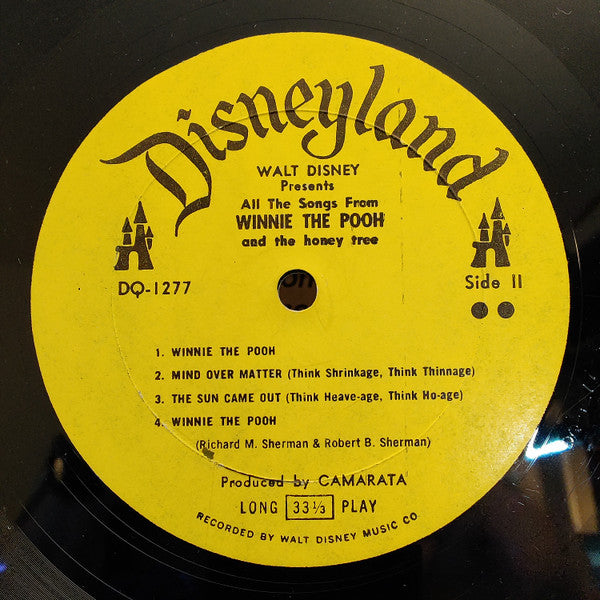 Disneyland
WALT DISNEY
Presents
All The Songs From
WINNIE THE POOH
and the honey tree
DQ-1277
Side II
1. WINNIE THE POOH
2. MIND OVER MATTER (Think Shrinkage, Think Thinnage)
3. THE SUN CAME OUT (Think Heave-age, Think Ho-age)
4. WINNIE THE POOH
(Richard M. Sherman & Robert B. Sherman)
Produced by CAMARATA
LONG 33⅓ PLAY
RECORDED BY WALT DISNEY MUSIC CO.